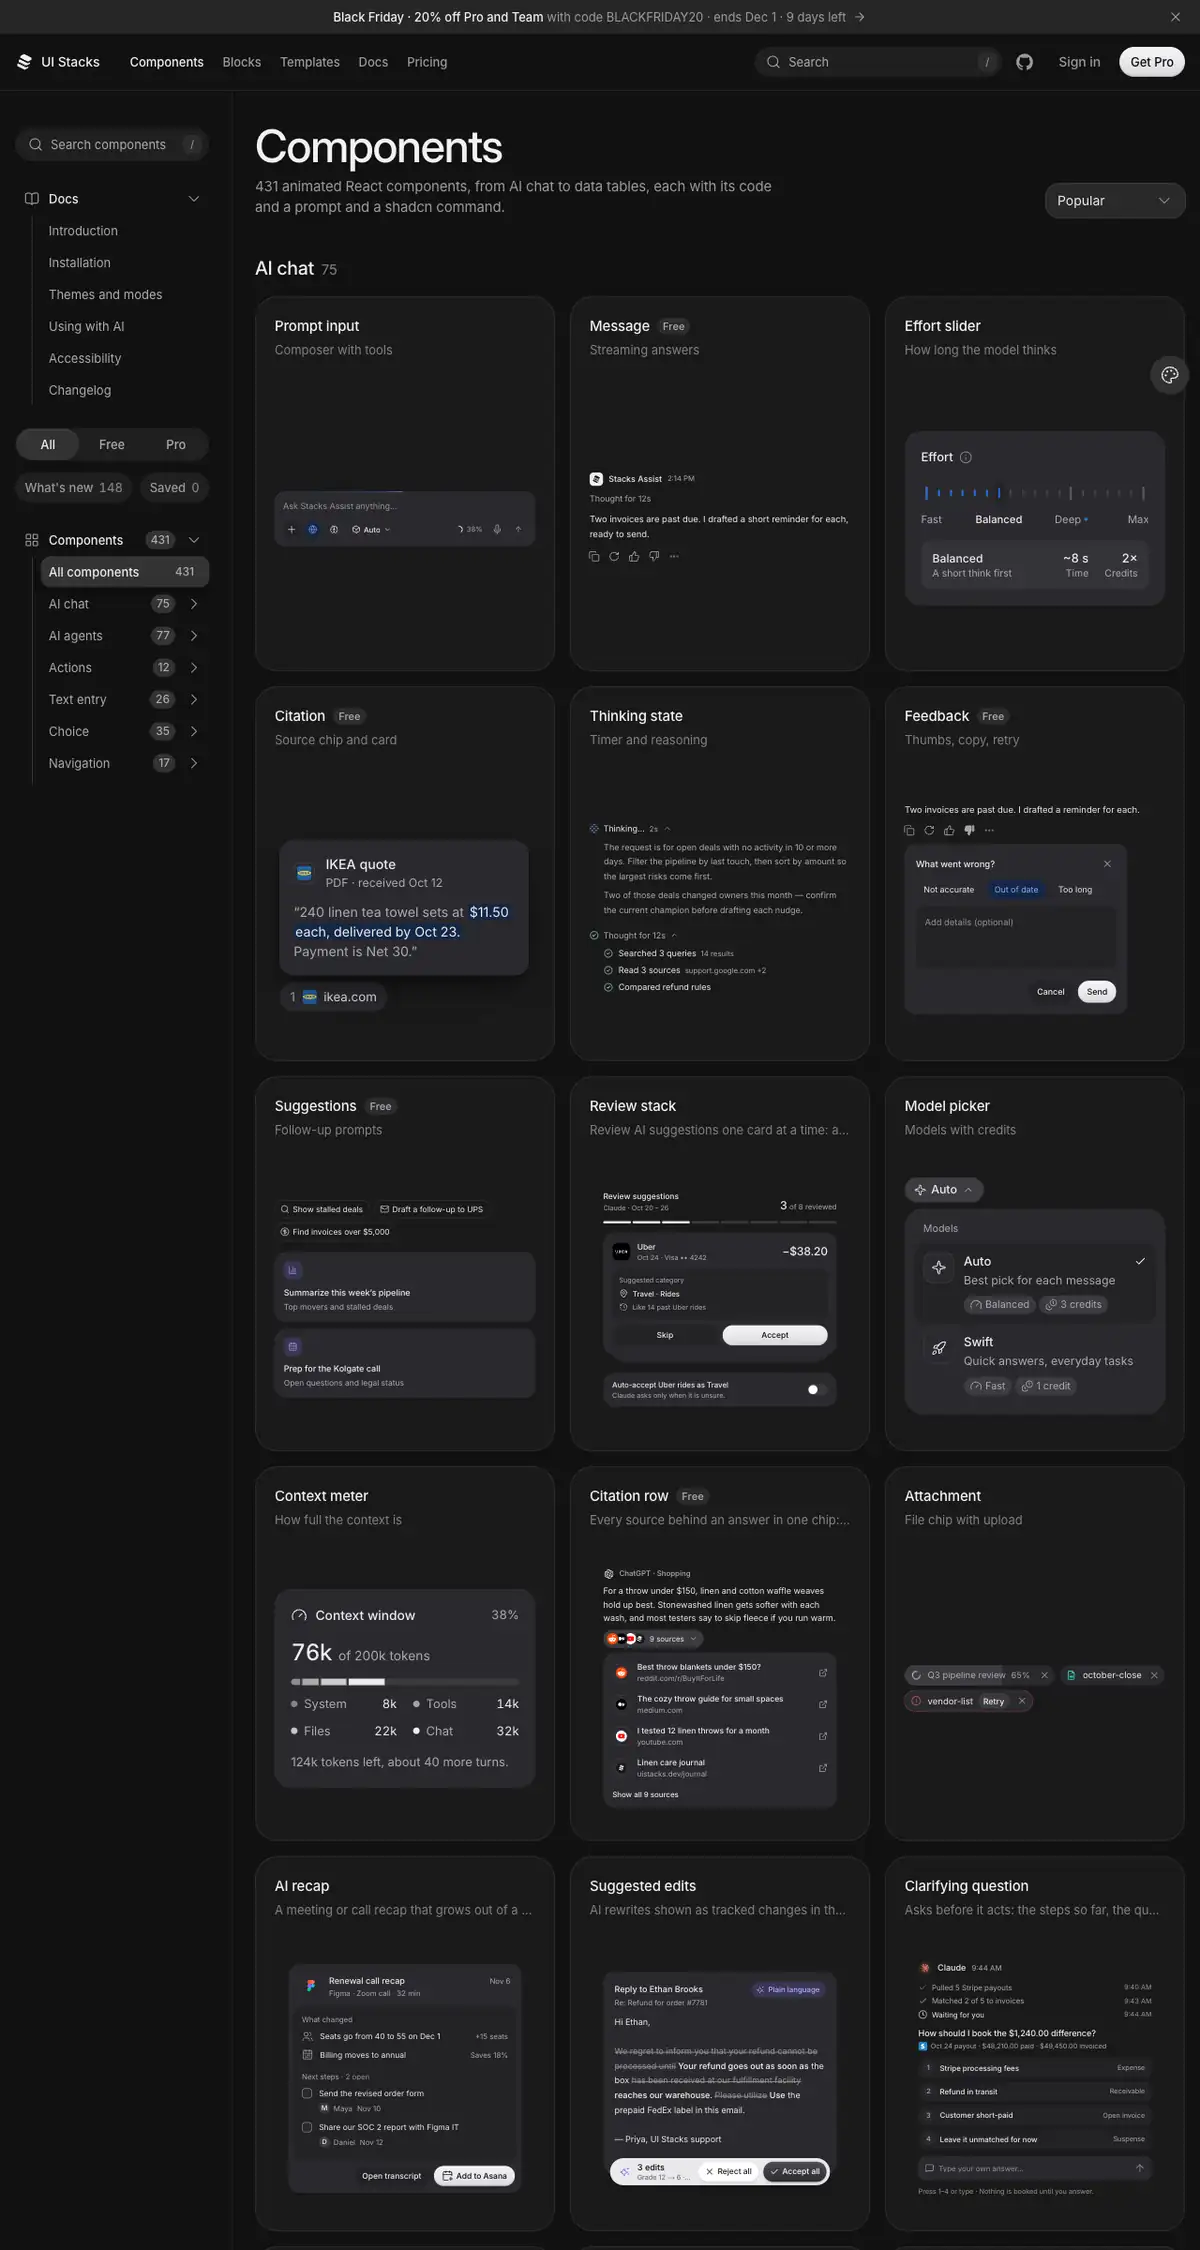 Black Friday · 20% off Pro and Team with code BLACKFRIDAY20 · ends Dec 1 · 9 days left →
UI Stacks
Components
Blocks
Templates
Docs
Pricing
Search
/
Sign in
Get Pro
Search components
/
Docs
Introduction
Installation
Themes and modes
Using with AI
Accessibility
Changelog
All
Free
Pro
What's new 148
Saved 0
Components 431
All components 431
AI chat 75
AI agents 77
Actions 12
Text entry 26
Choice 35
Navigation 17
Components
431 animated React components, from AI chat to data tables, each with its code
and a prompt and a shadcn command.
Popular
AI chat 75
Prompt input
Composer with tools
Ask Stacks Assist anything...
Auto
38%
Message Free
Streaming answers
Stacks Assist 2:14 PM
Thought for 12s
Two invoices are past due. I drafted a short reminder for each,
ready to send.
Effort slider
How long the model thinks
Effort
Fast
Balanced
Deep
Max
Balanced
~8 s
2×
A short think first
Time
Credits
Citation Free
Source chip and card
IKEA quote
PDF · received Oct 12
“240 linen tea towel sets at $11.50
each, delivered by Oct 23.
Payment is Net 30.”
1 ikea.com
Thinking state
Timer and reasoning
Thinking... 2s
The request is for open deals with no activity in 10 or more
days. Filter the pipeline by last touch, then sort by amount so
the largest risks come first.
Two of those deals changed owners this month — confirm
the current champion before drafting each nudge.
Thought for 12s
Searched 3 queries 14 results
Read 3 sources support.google.com +2
Compared refund rules
Feedback Free
Thumbs, copy, retry
Two invoices are past due. I drafted a reminder for each.
What went wrong?
Not accurate
Out of date
Too long
Add details (optional)
Cancel
Send
Suggestions Free
Follow-up prompts
Show stalled deals
Draft a follow-up to UPS
Find invoices over $5,000
Summarize this week's pipeline
Top movers and stalled deals
Prep for the Kolgate call
Open questions and legal status
Review stack
Review AI suggestions one card at a time: a...
Review suggestions
Claude · Oct 20 – 26
3 of 8 reviewed
Uber
Oct 24 · Visa •• 4242
−$38.20
Suggested category
Travel · Rides
Like 14 past Uber rides
Skip
Accept
Auto-accept Uber rides as Travel
Claude asks only when it is unsure.
Model picker
Models with credits
Auto
Models
Auto
Best pick for each message
Balanced
3 credits
Swift
Quick answers, everyday tasks
Fast
1 credit
Context meter
How full the context is
Context window
38%
76k of 200k tokens
System 8k
Tools 14k
Files 22k
Chat 32k
124k tokens left, about 40 more turns.
Citation row Free
Every source behind an answer in one chip:...
ChatGPT · Shopping
For a throw under $150, linen and cotton waffle weaves
hold up best. Stonewashed linen gets softer with each
wash, and most testers say to skip fleece if you run warm.
9 sources
Best throw blankets under $150?
reddit.com/r/BuyItForLife
The cozy throw guide for small spaces
medium.com
I tested 12 linen throws for a month
youtube.com
Linen care journal
uistacks.dev/journal
Show all 9 sources
Attachment
File chip with upload
Q3 pipeline review 65%
october-close
vendor-list
Retry
AI recap
A meeting or call recap that grows out of a ...
Renewal call recap
Nov 6
Figma · Zoom call · 32 min
What changed
Seats go from 40 to 55 on Dec 1
+15 seats
Billing moves to annual
Saves 18%
Next steps · 2 open
Send the revised order form
M Maya Nov 10
Share our SOC 2 report with Figma IT
D Daniel Nov 12
Open transcript
Add to Asana
Suggested edits
AI rewrites shown as tracked changes in th...
Reply to Ethan Brooks
Plain language
Re: Refund for order #7781
Hi Ethan,
We regret to inform you that your refund cannot be
processed until Your refund goes out as soon as the
box has been received at our fulfillment facility
reaches our warehouse. Please utilize Use the
prepaid FedEx label in this email.
— Priya, UI Stacks support
3 edits
Grade 12 → 6 ·...
Reject all
Accept all
Clarifying question
Asks before it acts: the steps so far, the qu...
Claude 9:44 AM
Pulled 5 Stripe payouts
9:40 AM
Matched 2 of 5 to invoices
9:43 AM
Waiting for you
9:44 AM
How should I book the $1,240.00 difference?
Oct 24 payout · $48,210.00 paid · $49,450.00 invoiced
1 Stripe processing fees
Expense
2 Refund in transit
Receivable
3 Customer short-paid
Open invoice
4 Leave it unmatched for now
Suspense
Type your own answer...
Press 1–4 or type · Nothing is booked until you answer.